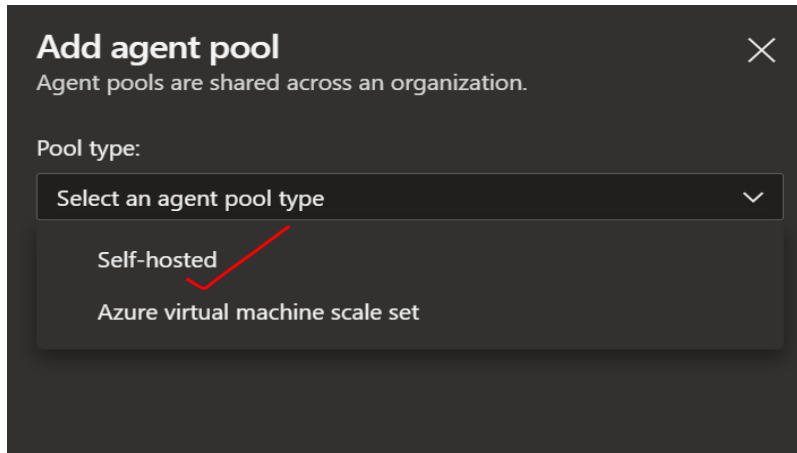 Add agent pool
Agent pools are shared across an organization.
Pool type:
Select an agent pool type
Self-hosted
Azure virtual machine scale set